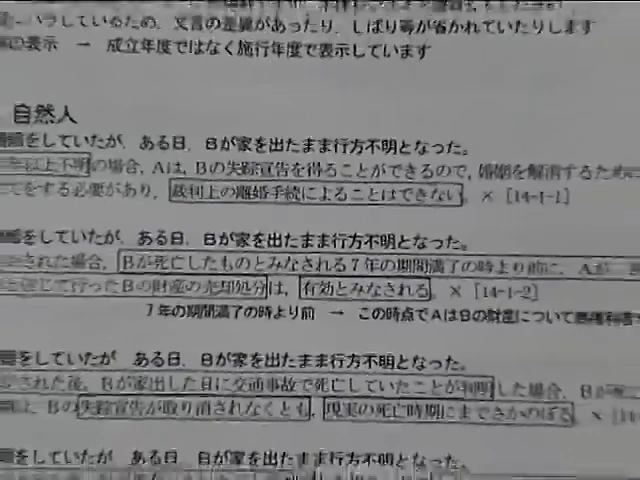 ハラしているため、文言の差異があったり、しばり等が省かれていたりします
の表示 → 成立年度ではなく施行年度で表示しています
自然人
をしていたが、ある日、Bが家を出たまま行方不明となった。
年以上不明の場合、Aは、Bの失踪宣告を得ることができるので、婚姻を解消するために
てをする必要があり、裁判上の離婚手続によることはできない。× [14-1-1]
をしていたが、ある日、Bが家を出たまま行方不明となった。
された場合、Bが死亡したものとみなされる7年の期間満了の時より前に、Aが
信じて行ったBの財産の売却処分は、有効とみなされる。× [14-1-2]
7年の期間満了の時より前 → この時点でAはBの財産について
をしていたが ある日、Bが家を出たまま行方不明となった。
された後、Bが家出した日に交通事故で死亡していたことが判明した場合、Bが
、Bの失踪宣告が取り消されなくとも、現実の死亡時期にまでさかのぼる ×
をしていたが ある日、Bが家を出たまま行方不明となった。